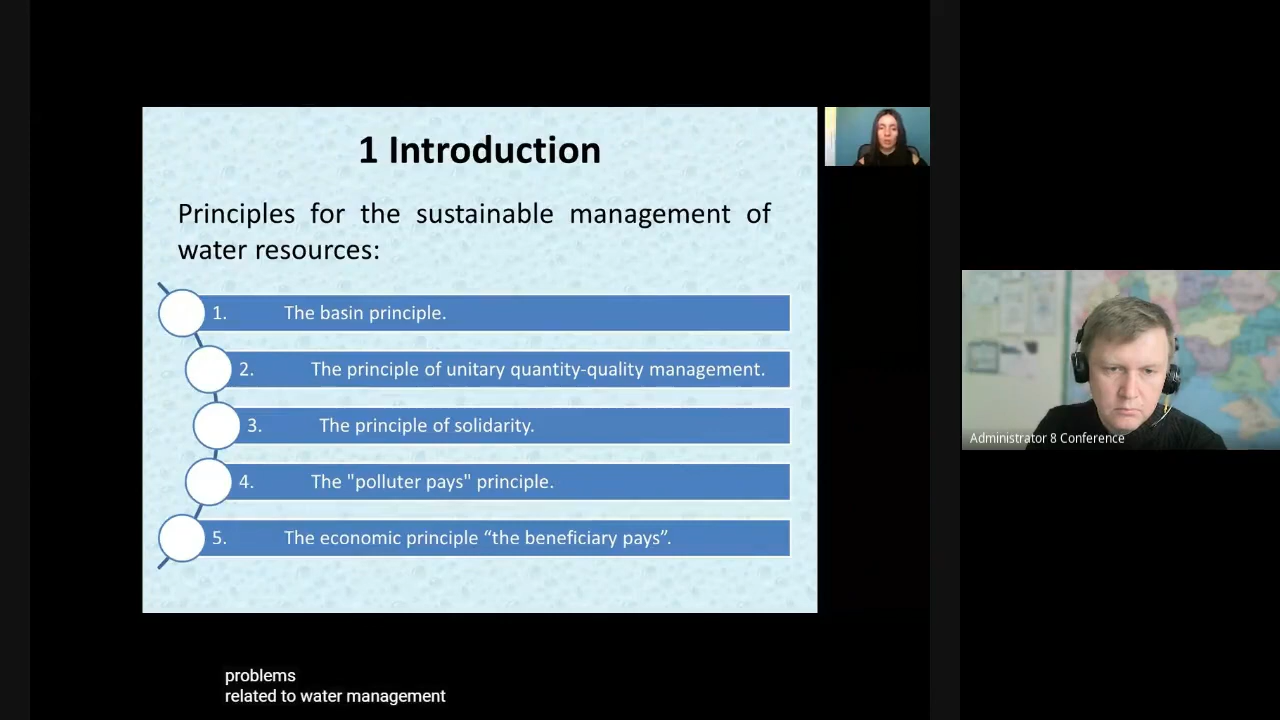 1 Introduction
Principles for the sustainable management of
water resources:
1. The basin principle.
2. The principle of unitary quantity-quality management.
3. The principle of solidarity.
4. The "polluter pays" principle.
5. The economic principle “the beneficiary pays”.
Administrator 8 Conference
problems
related to water management